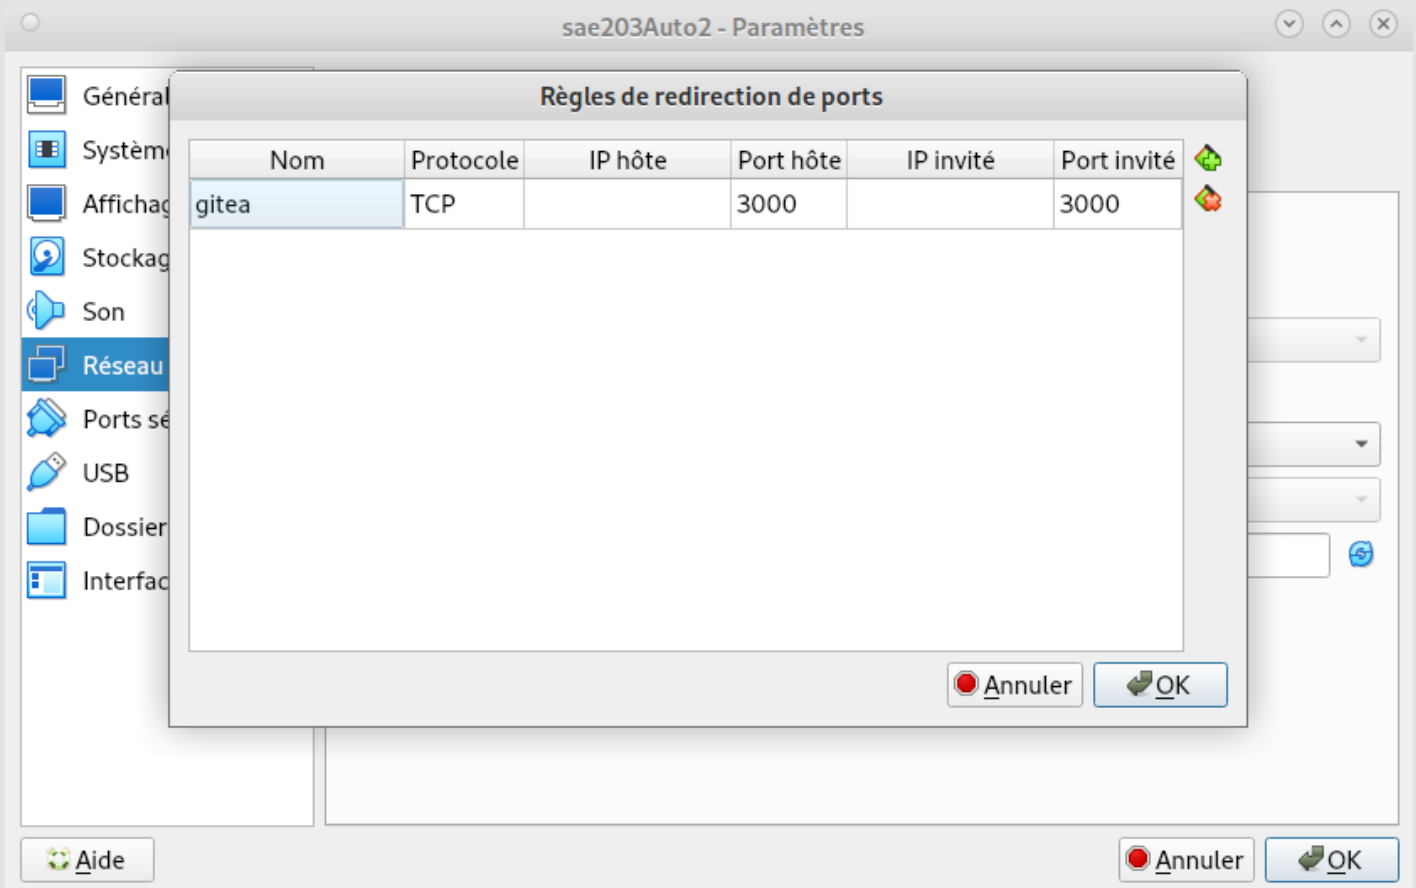 sae203Auto2 - Paramètres
Règles de redirection de ports
Nom Protocole IP hôte Port hôte IP invité Port invité
gitea TCP 3000 3000
Général
Systèm
Affichag
Stockag
Son
Réseau
Ports sé
USB
Dossier
Interfac
Annuler OK
Aide Annuler OK